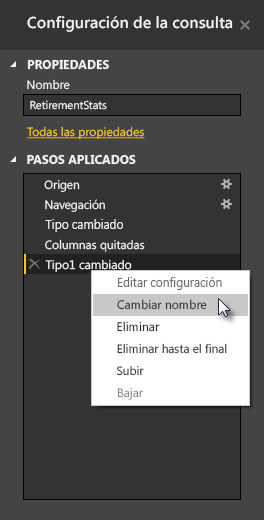 Configuración de la consulta
PROPIEDADES
Nombre
RetirementStats
Todas las propiedades
PASOS APLICADOS
Origen
Navegación
Tipo cambiado
Columnas quitadas
Tipo1 cambiado
Editar configuración
Cambiar nombre
Eliminar
Eliminar hasta el final
Subir
Bajar